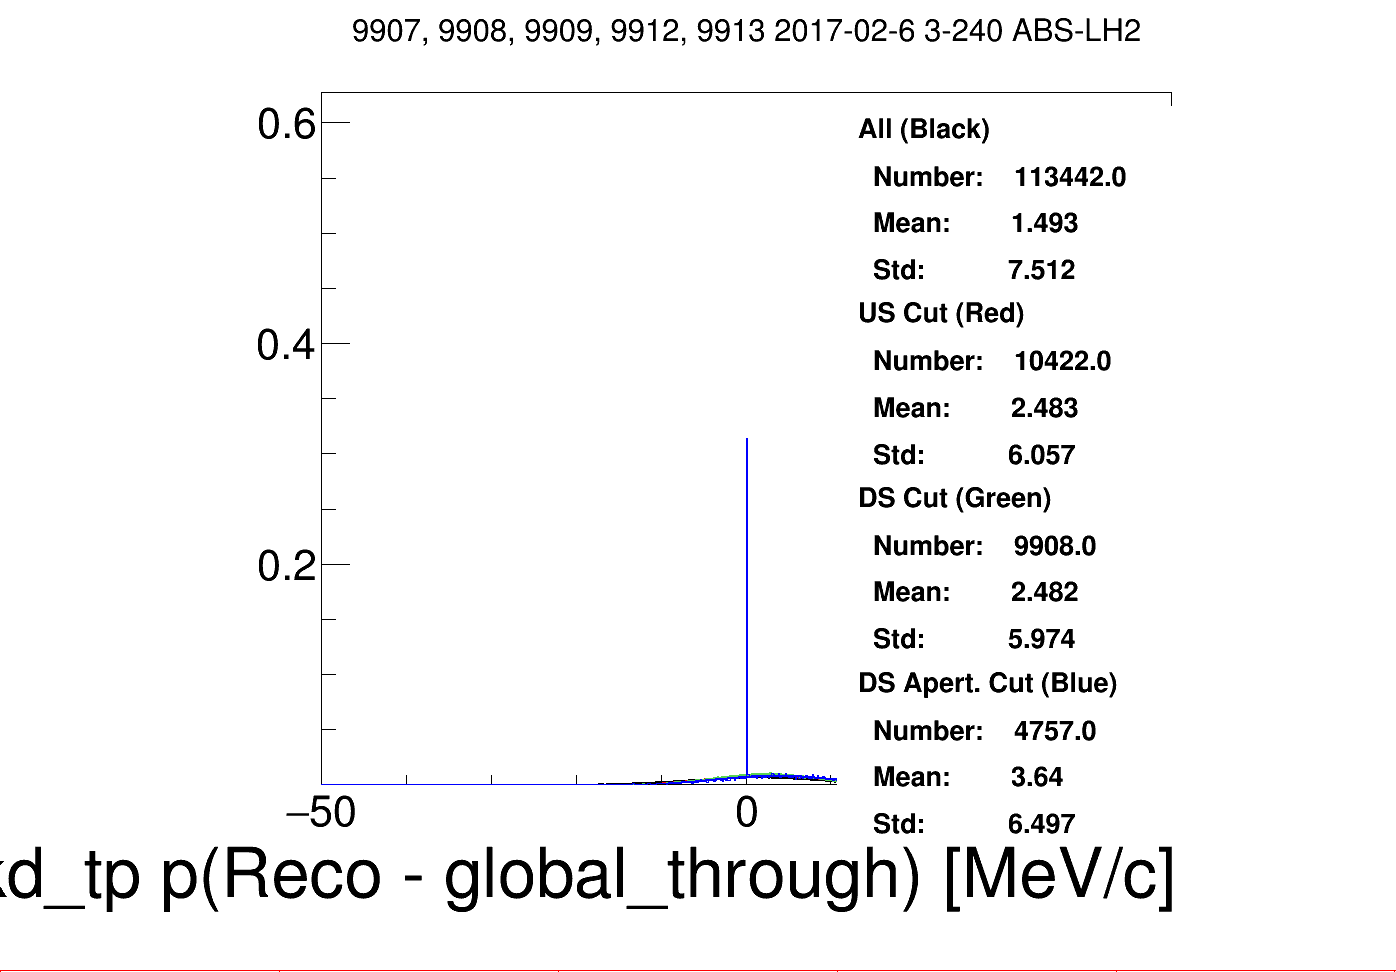 9907, 9908, 9909, 9912, 9913 2017-02-6 3-240 ABS-LH2
0.6
0.4
0.2
−50
0
All (Black)
Number: 113442.0
Mean: 1.493
Std: 7.512
US Cut (Red)
Number: 10422.0
Mean: 2.483
Std: 6.057
DS Cut (Green)
Number: 9908.0
Mean: 2.482
Std: 5.974
DS Apert. Cut (Blue)
Number: 4757.0
Mean: 3.64
Std: 6.497
p(Reco - global_through) [MeV/c]